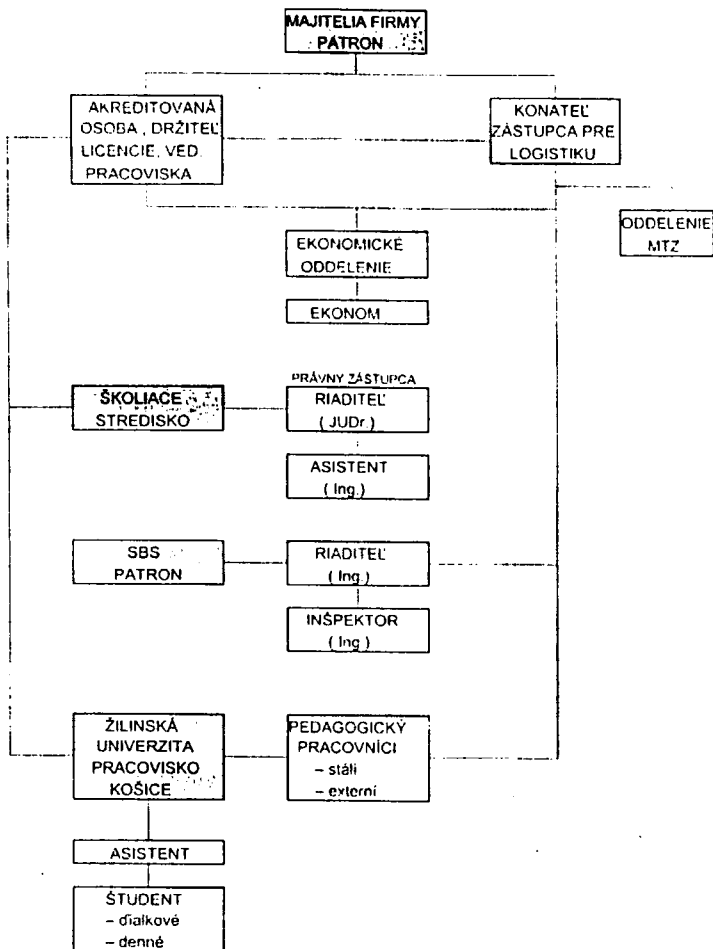 MAJITELIA FIRMY
PATRON
AKREDITOVANÁ
OSOBA , DRŽITEĽ
LICENCIE, VED.
PRACOVISKA
KONATEĽ
ZÁSTUPCA PRE
LOGISTIKU
ODDELENIE
MTZ
EKONOMICKÉ
ODDELENIE
EKONOM
ŠKOLIACE
STREDISKO
PRÁVNY ZÁSTUPCA
RIADITEĽ
( JUDr.)
ASISTENT
( Ing.)
SBS
PATRON
RIADITEĽ
( Ing.)
INŠPEKTOR
( Ing.)
ŽILINSKÁ
UNIVERZITA
PRACOVISKO
KOŠICE
PEDAGOGICKÝ
PRACOVNÍCI
– stáli
– externí
ASISTENT
ŠTUDENT
– diaľkové
– denné